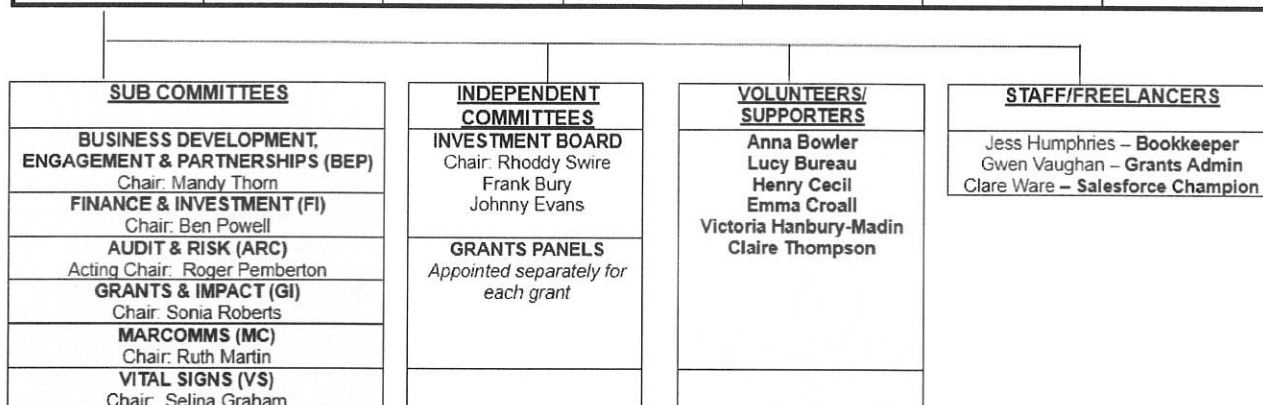 SUB COMMITTEES
BUSINESS DEVELOPMENT,
ENGAGEMENT & PARTNERSHIPS (BEP)
Chair: Mandy Thorn
FINANCE & INVESTMENT (FI)
Chair: Ben Powell
AUDIT & RISK (ARC)
Acting Chair: Roger Pemberton
GRANTS & IMPACT (GI)
Chair: Sonia Roberts
MARCOMMS (MC)
Chair: Ruth Martin
VITAL SIGNS (VS)
Chair: Selina Graham
INDEPENDENT
COMMITTEES
INVESTMENT BOARD
Chair: Rhoddy Swire
Frank Bury
Johnny Evans
GRANTS PANELS
Appointed separately for
each grant
VOLUNTEERS/
SUPPORTERS
Anna Bowler
Lucy Bureau
Henry Cecil
Emma Croall
Victoria Hanbury-Madin
Claire Thompson
STAFF/FREELANCERS
Jess Humphries – Bookkeeper
Gwen Vaughan – Grants Admin
Clare Ware – Salesforce Champion